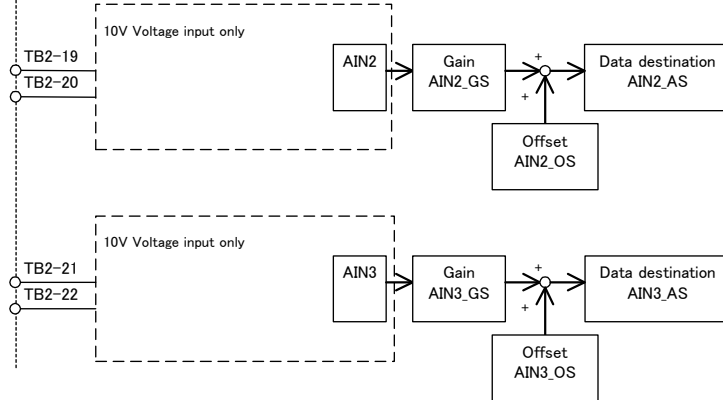 10V Voltage input only
TB2-19
TB2-20
AIN2
Gain
AIN2_GS
+
+
Offset
AIN2_OS
Data destination
AIN2_AS
10V Voltage input only
TB2-21
TB2-22
AIN3
Gain
AIN3_GS
+
+
Offset
AIN3_OS
Data destination
AIN3_AS